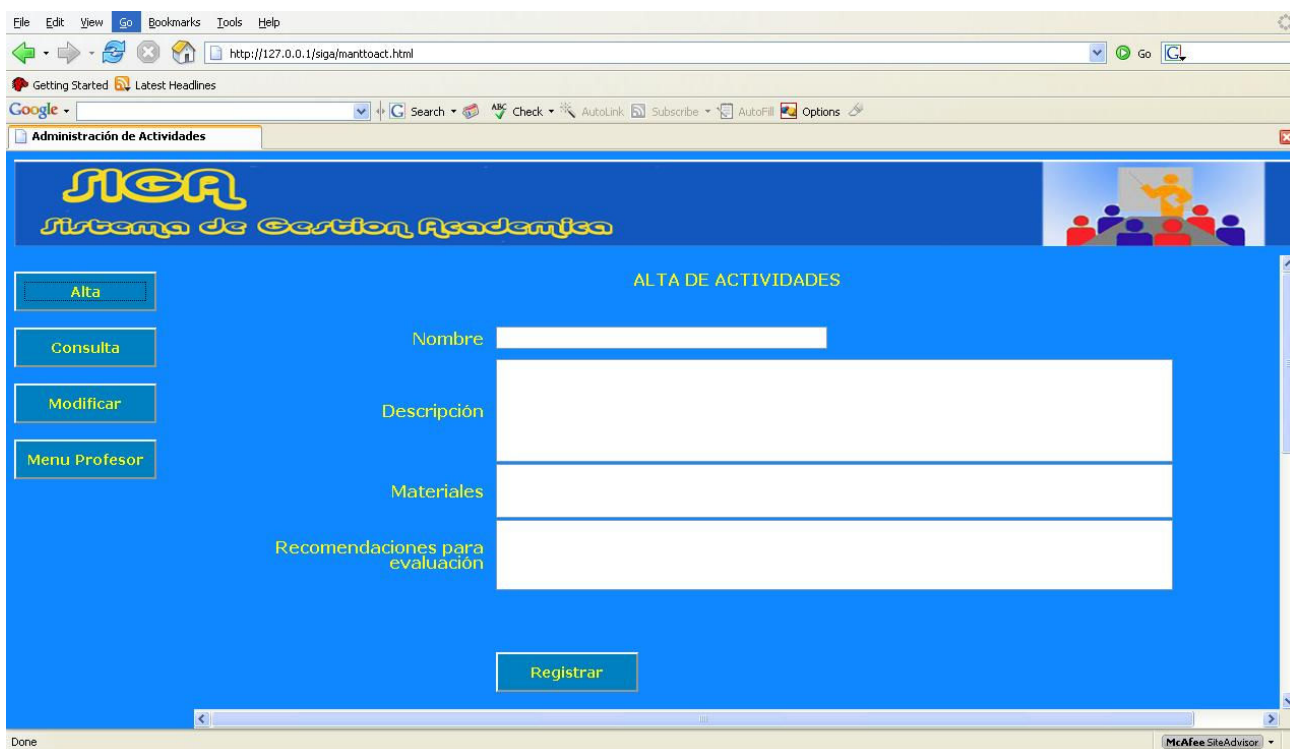 File Edit View Go Bookmarks Tools Help
http://127.0.0.1/siga/manttoact.html Go G
Getting Started Latest Headlines
Google Search ABC Check AutoLink Subscribe AutoFill Options
Administración de Actividades
SIGA
Sistema de Gestion Academica
ALTA DE ACTIVIDADES
Alta
Consulta
Modificar
Menu Profesor
Nombre
Descripción
Materiales
Recomendaciones para
evaluación
Registrar
Done McAfee SiteAdvisor